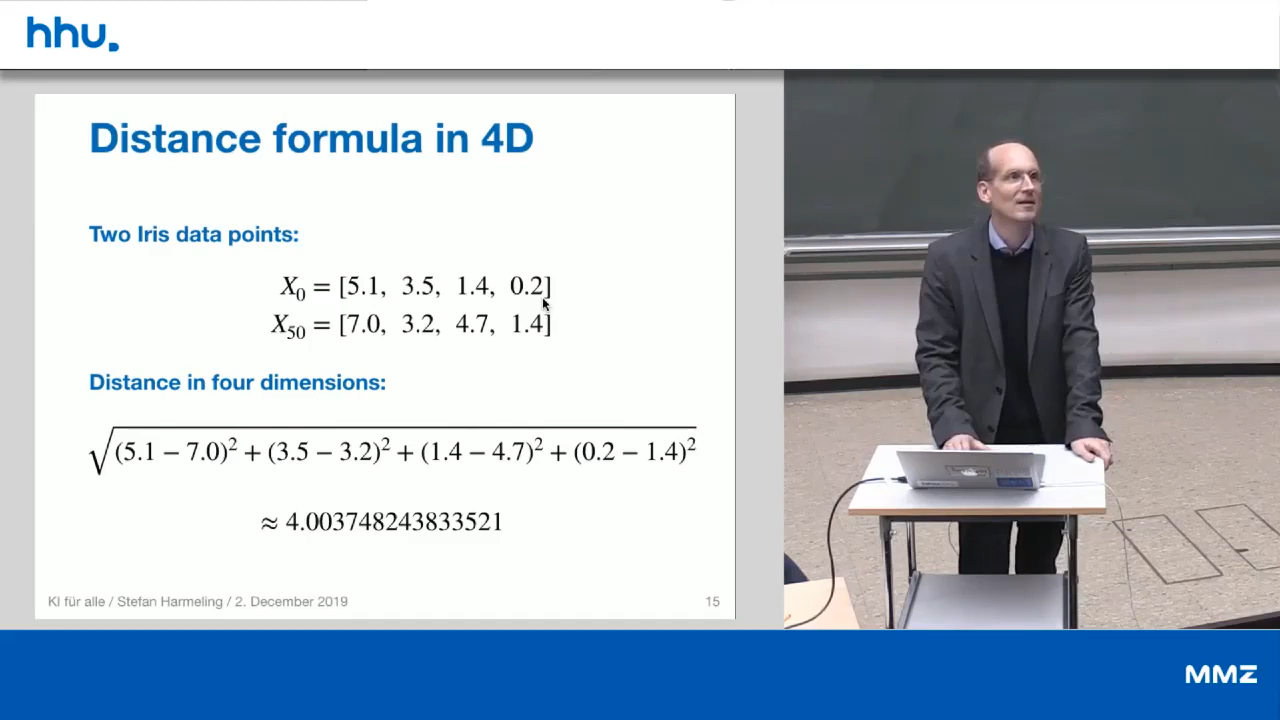 hhu.
Distance formula in 4D
Two Iris data points:
X₀ = [5.1, 3.5, 1.4, 0.2]
X₅₀ = [7.0, 3.2, 4.7, 1.4]
Distance in four dimensions:
√(5.1 − 7.0)² + (3.5 − 3.2)² + (1.4 − 4.7)² + (0.2 − 1.4)²
≈ 4.003748243833521
KI für alle / Stefan Harmeling / 2. December 2019
15
MMZ